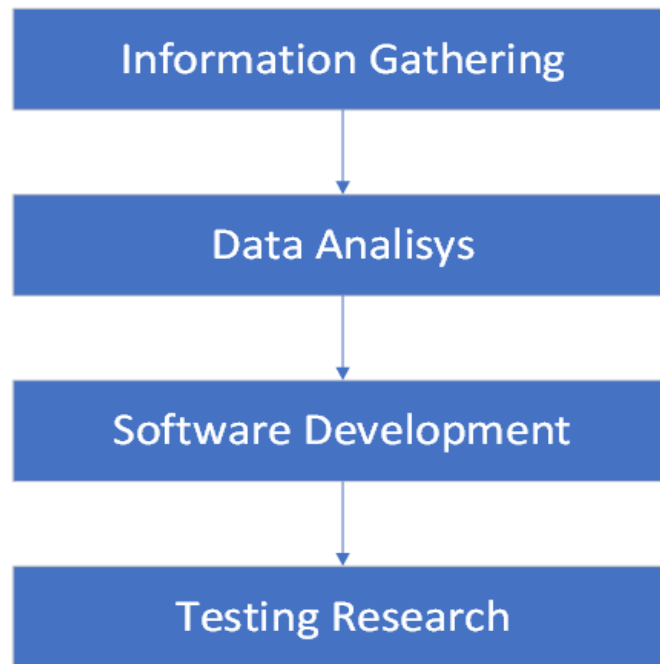 Information Gathering
Data Analisys
Software Development
Testing Research